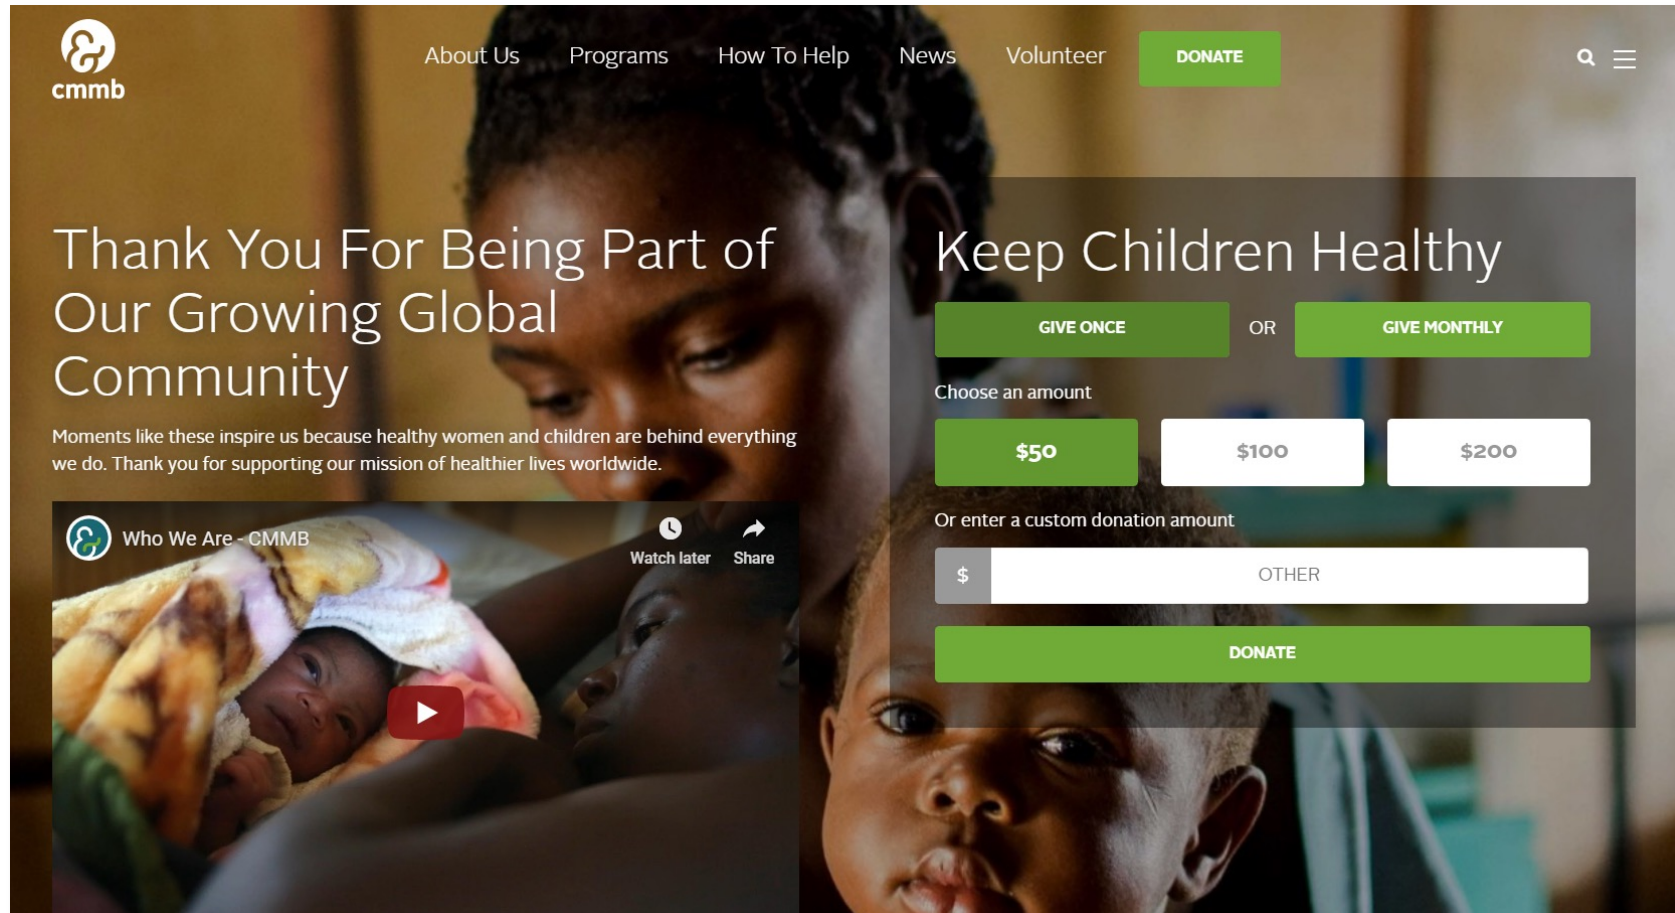 cmmb
About Us
Programs
How To Help
News
Volunteer
DONATE
Thank You For Being Part of
Our Growing Global
Community
Moments like these inspire us because healthy women and children are behind everything
we do. Thank you for supporting our mission of healthier lives worldwide.
Who We Are - CMMB
Watch later
Share
Keep Children Healthy
GIVE ONCE
OR
GIVE MONTHLY
Choose an amount
$50
$100
$200
Or enter a custom donation amount
$
OTHER
DONATE